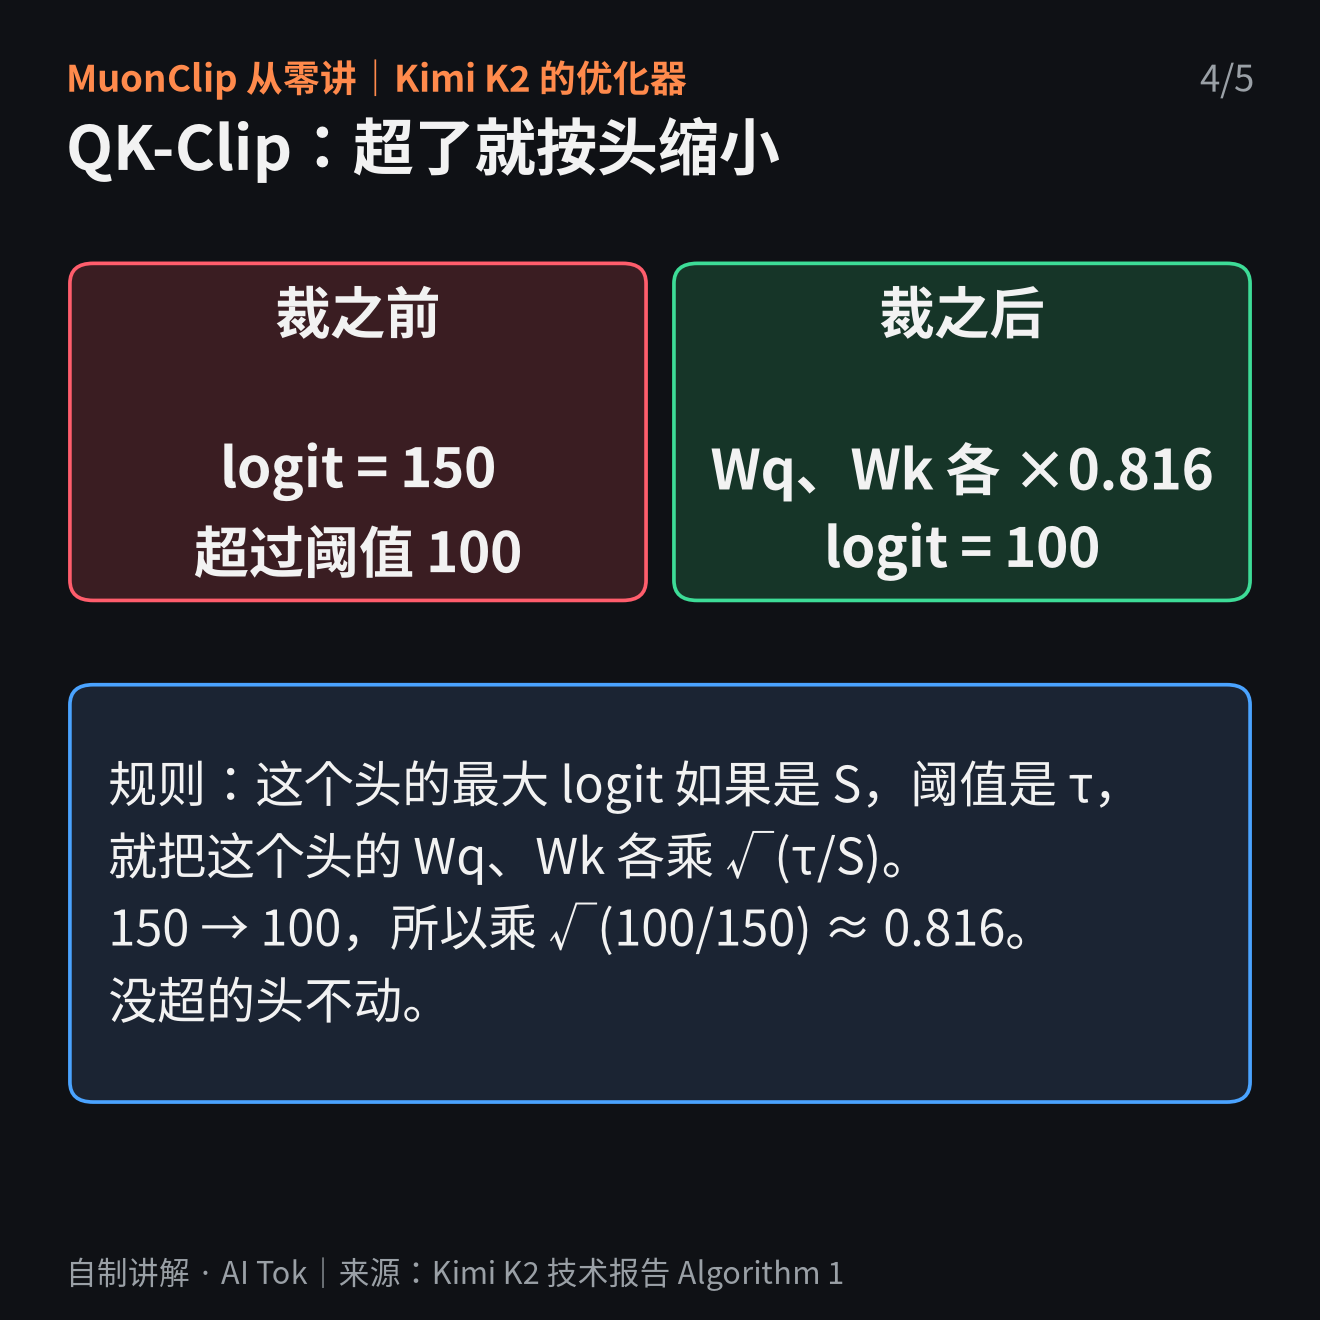 MuonClip 从零讲｜Kimi K2 的优化器
4/5
QK-Clip：超了就按头缩小
裁之前
logit = 150
超过阈值 100
裁之后
Wq、Wk 各 ×0.816
logit = 100
规则：这个头的最大 logit 如果是 S，阈值是 τ，
就把这个头的 Wq、Wk 各乘 √(τ/S)。
150 → 100，所以乘 √(100/150) ≈ 0.816。
没超的头不动。
自制讲解 · AI Tok｜来源：Kimi K2 技术报告 Algorithm 1